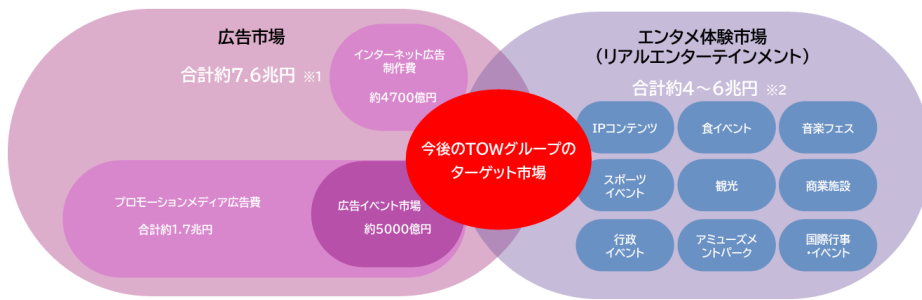 広告市場
合計約7.6兆円 ※1
インターネット広告
制作費
約4700億円
プロモーションメディア広告費
合計約1.7兆円
広告イベント市場
約5000億円
今後のTOWグループの
ターゲット市場
エンタメ体験市場
(リアルエンターテインメント)
合計約4〜6兆円 ※2
IPコンテンツ
食イベント
音楽フェス
スポーツ
イベント
観光
商業施設
行政
イベント
アミューズメ
ントパーク
国際行事
・イベント